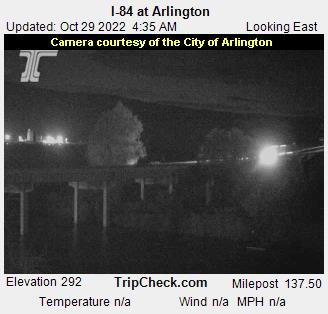 I-84 at Arlington
Updated: Oct 29 2022 4:35 AM Looking East
Camera courtesy of the City of Arlington
Elevation 292 TripCheck.com Milepost 137.50
Temperature n/a Wind n/a MPH n/a